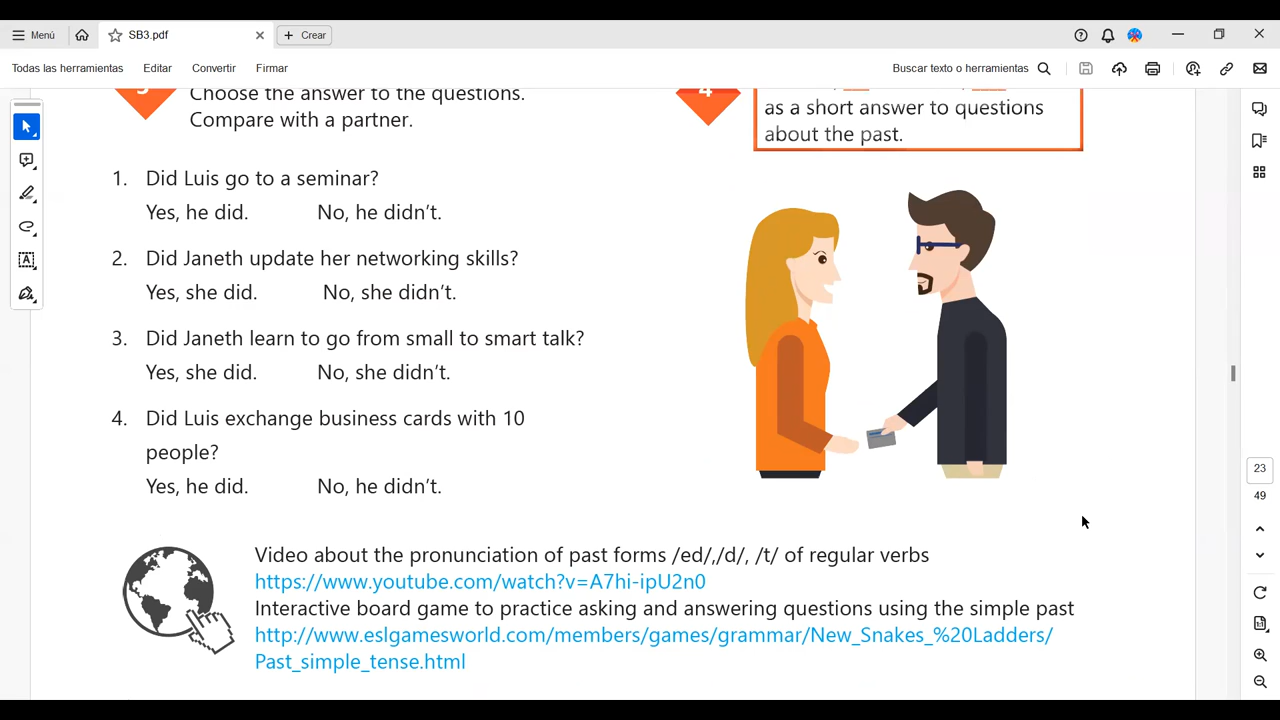 Menú
SB3.pdf
Crear
Todas las herramientas
Editar
Convertir
Firmar
Buscar texto o herramientas
Choose the answer to the questions.
Compare with a partner.
4
as a short answer to questions
about the past.
1. Did Luis go to a seminar?
Yes, he did. No, he didn't.
2. Did Janeth update her networking skills?
Yes, she did. No, she didn't.
3. Did Janeth learn to go from small to smart talk?
Yes, she did. No, she didn't.
4. Did Luis exchange business cards with 10
people?
Yes, he did. No, he didn't.
23
49
Video about the pronunciation of past forms /ed/,/d/, /t/ of regular verbs
https://www.youtube.com/watch?v=A7hi-ipU2n0
Interactive board game to practice asking and answering questions using the simple past
http://www.eslgamesworld.com/members/games/grammar/New_Snakes_%20Ladders/
Past_simple_tense.html